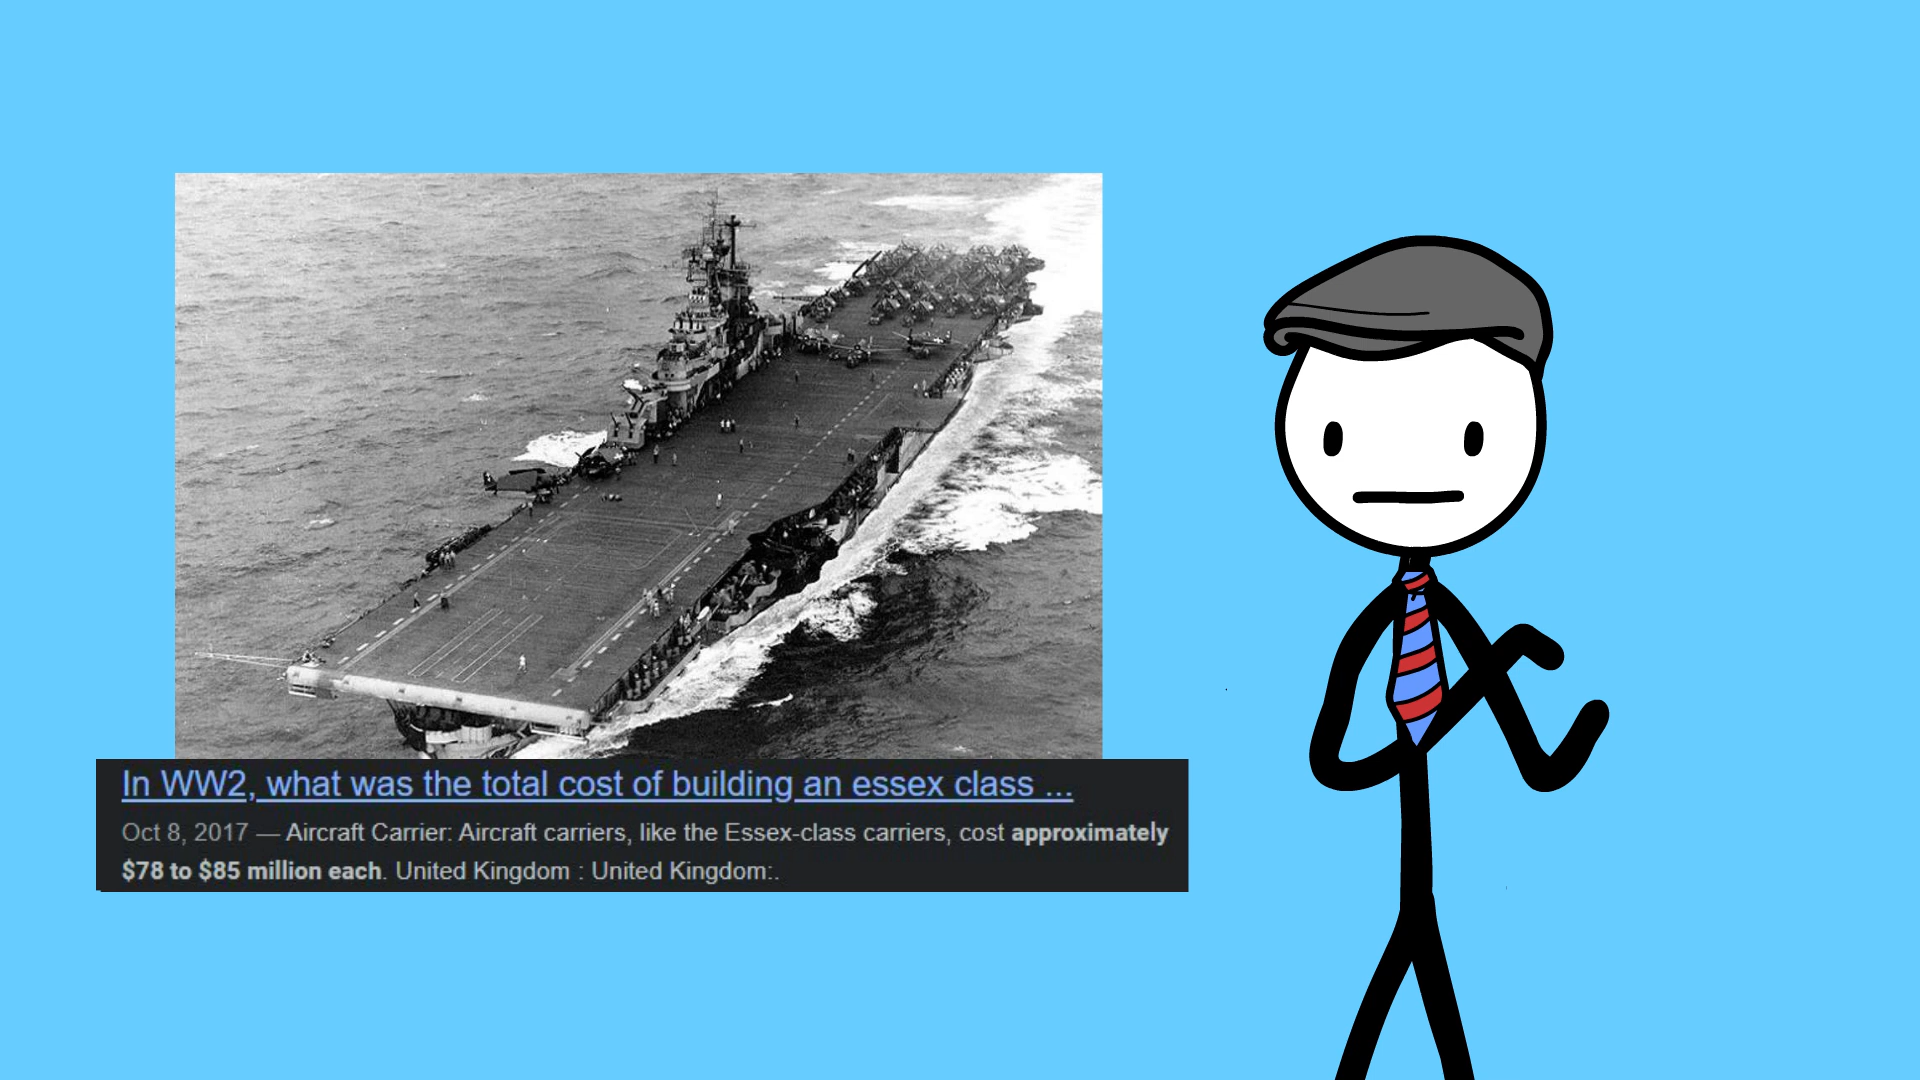 In WW2, what was the total cost of building an essex class ...
Oct 8, 2017 — Aircraft Carrier: Aircraft carriers, like the Essex-class carriers, cost approximately
$78 to $85 million each. United Kingdom : United Kingdom:.